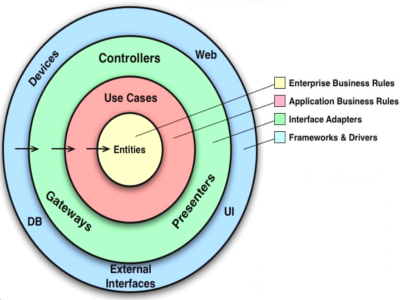 Devices
Web
Controllers
Use Cases
Entities
Gateways
Presenters
DB
UI
External
Interfaces
Enterprise Business Rules
Application Business Rules
Interface Adapters
Frameworks & Drivers